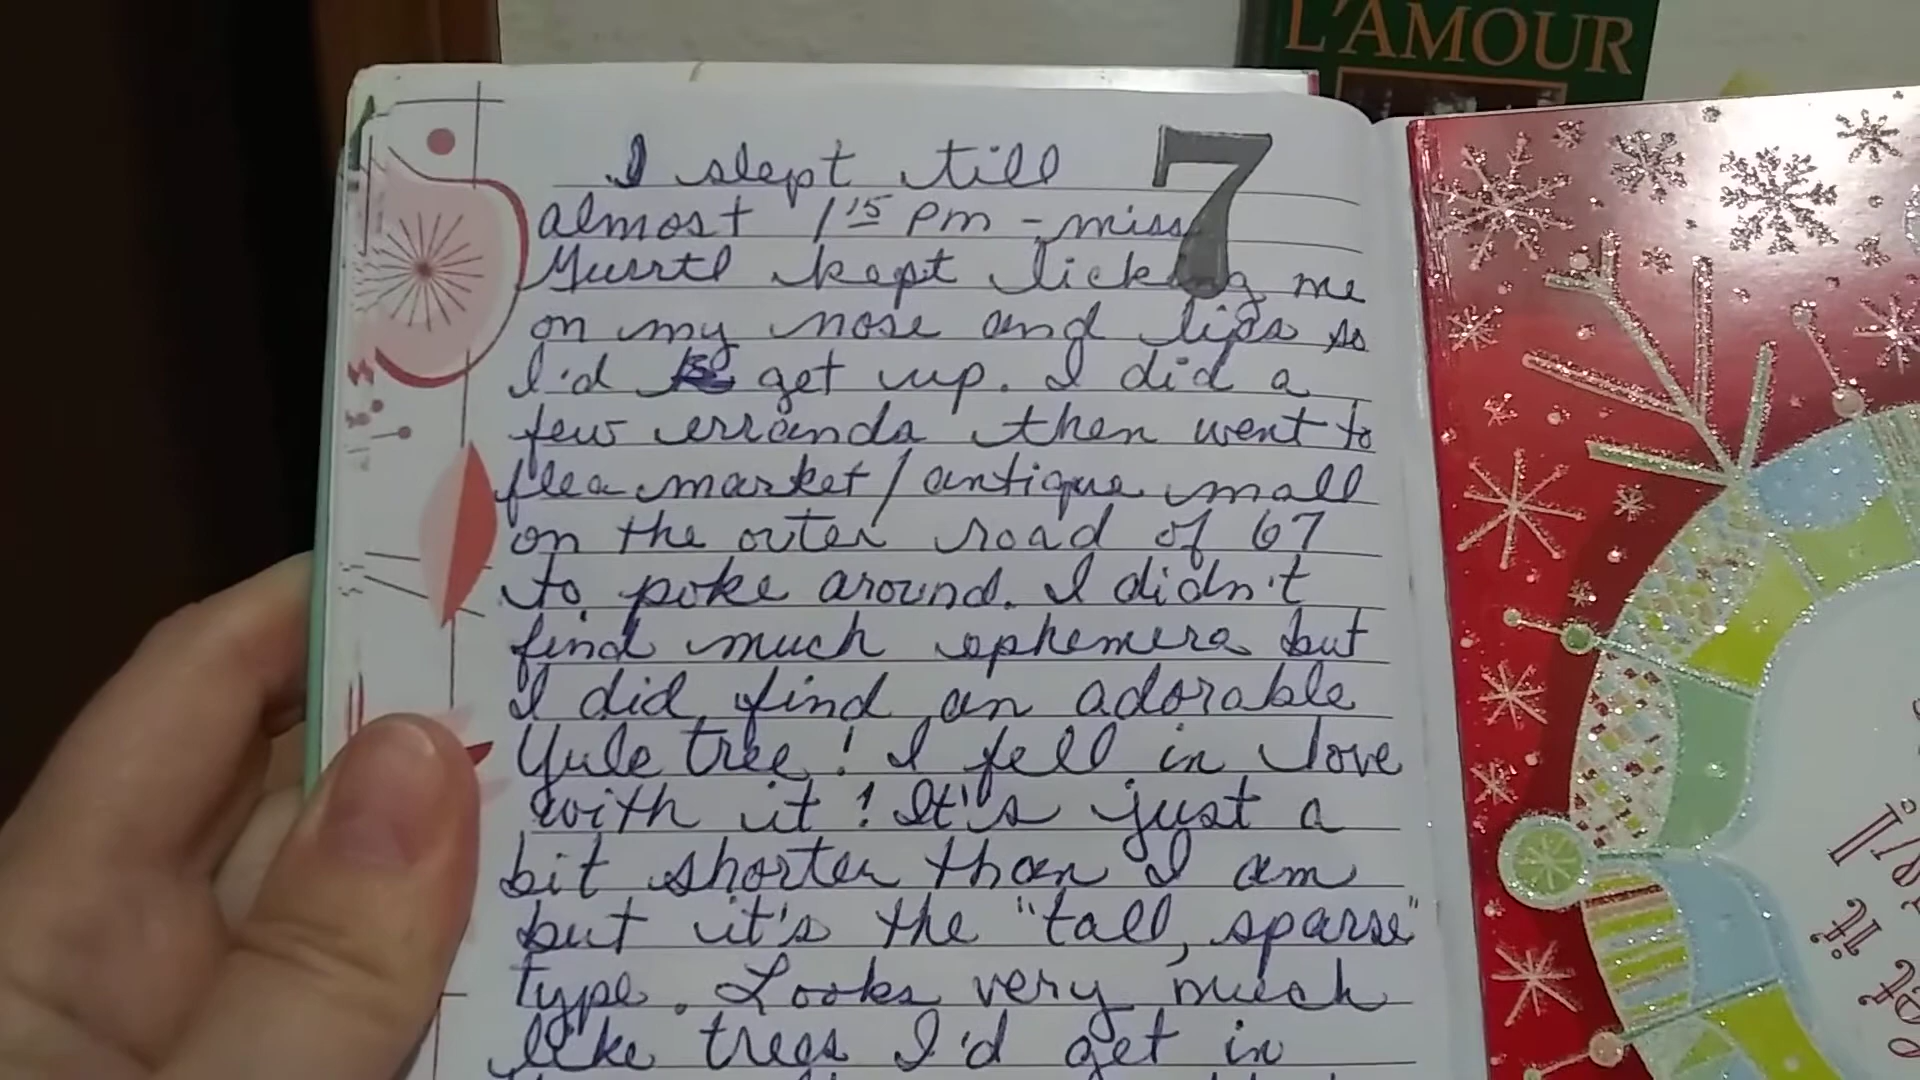 L'AMOUR
7
I slept till
almost 1:15 pm - miss
kept licking me
on my nose and lips so
I'd get up. I did a
few errands then went to
flea market / antique mall
on the outer road of 67
to poke around. I didn't
find much ephemera but
I did find an adorable
Yule tree! I fell in love
with it! It's just a
bit shorter than I am
but it's the "tall, sparse"
type. Looks very much
like trees I'd get in